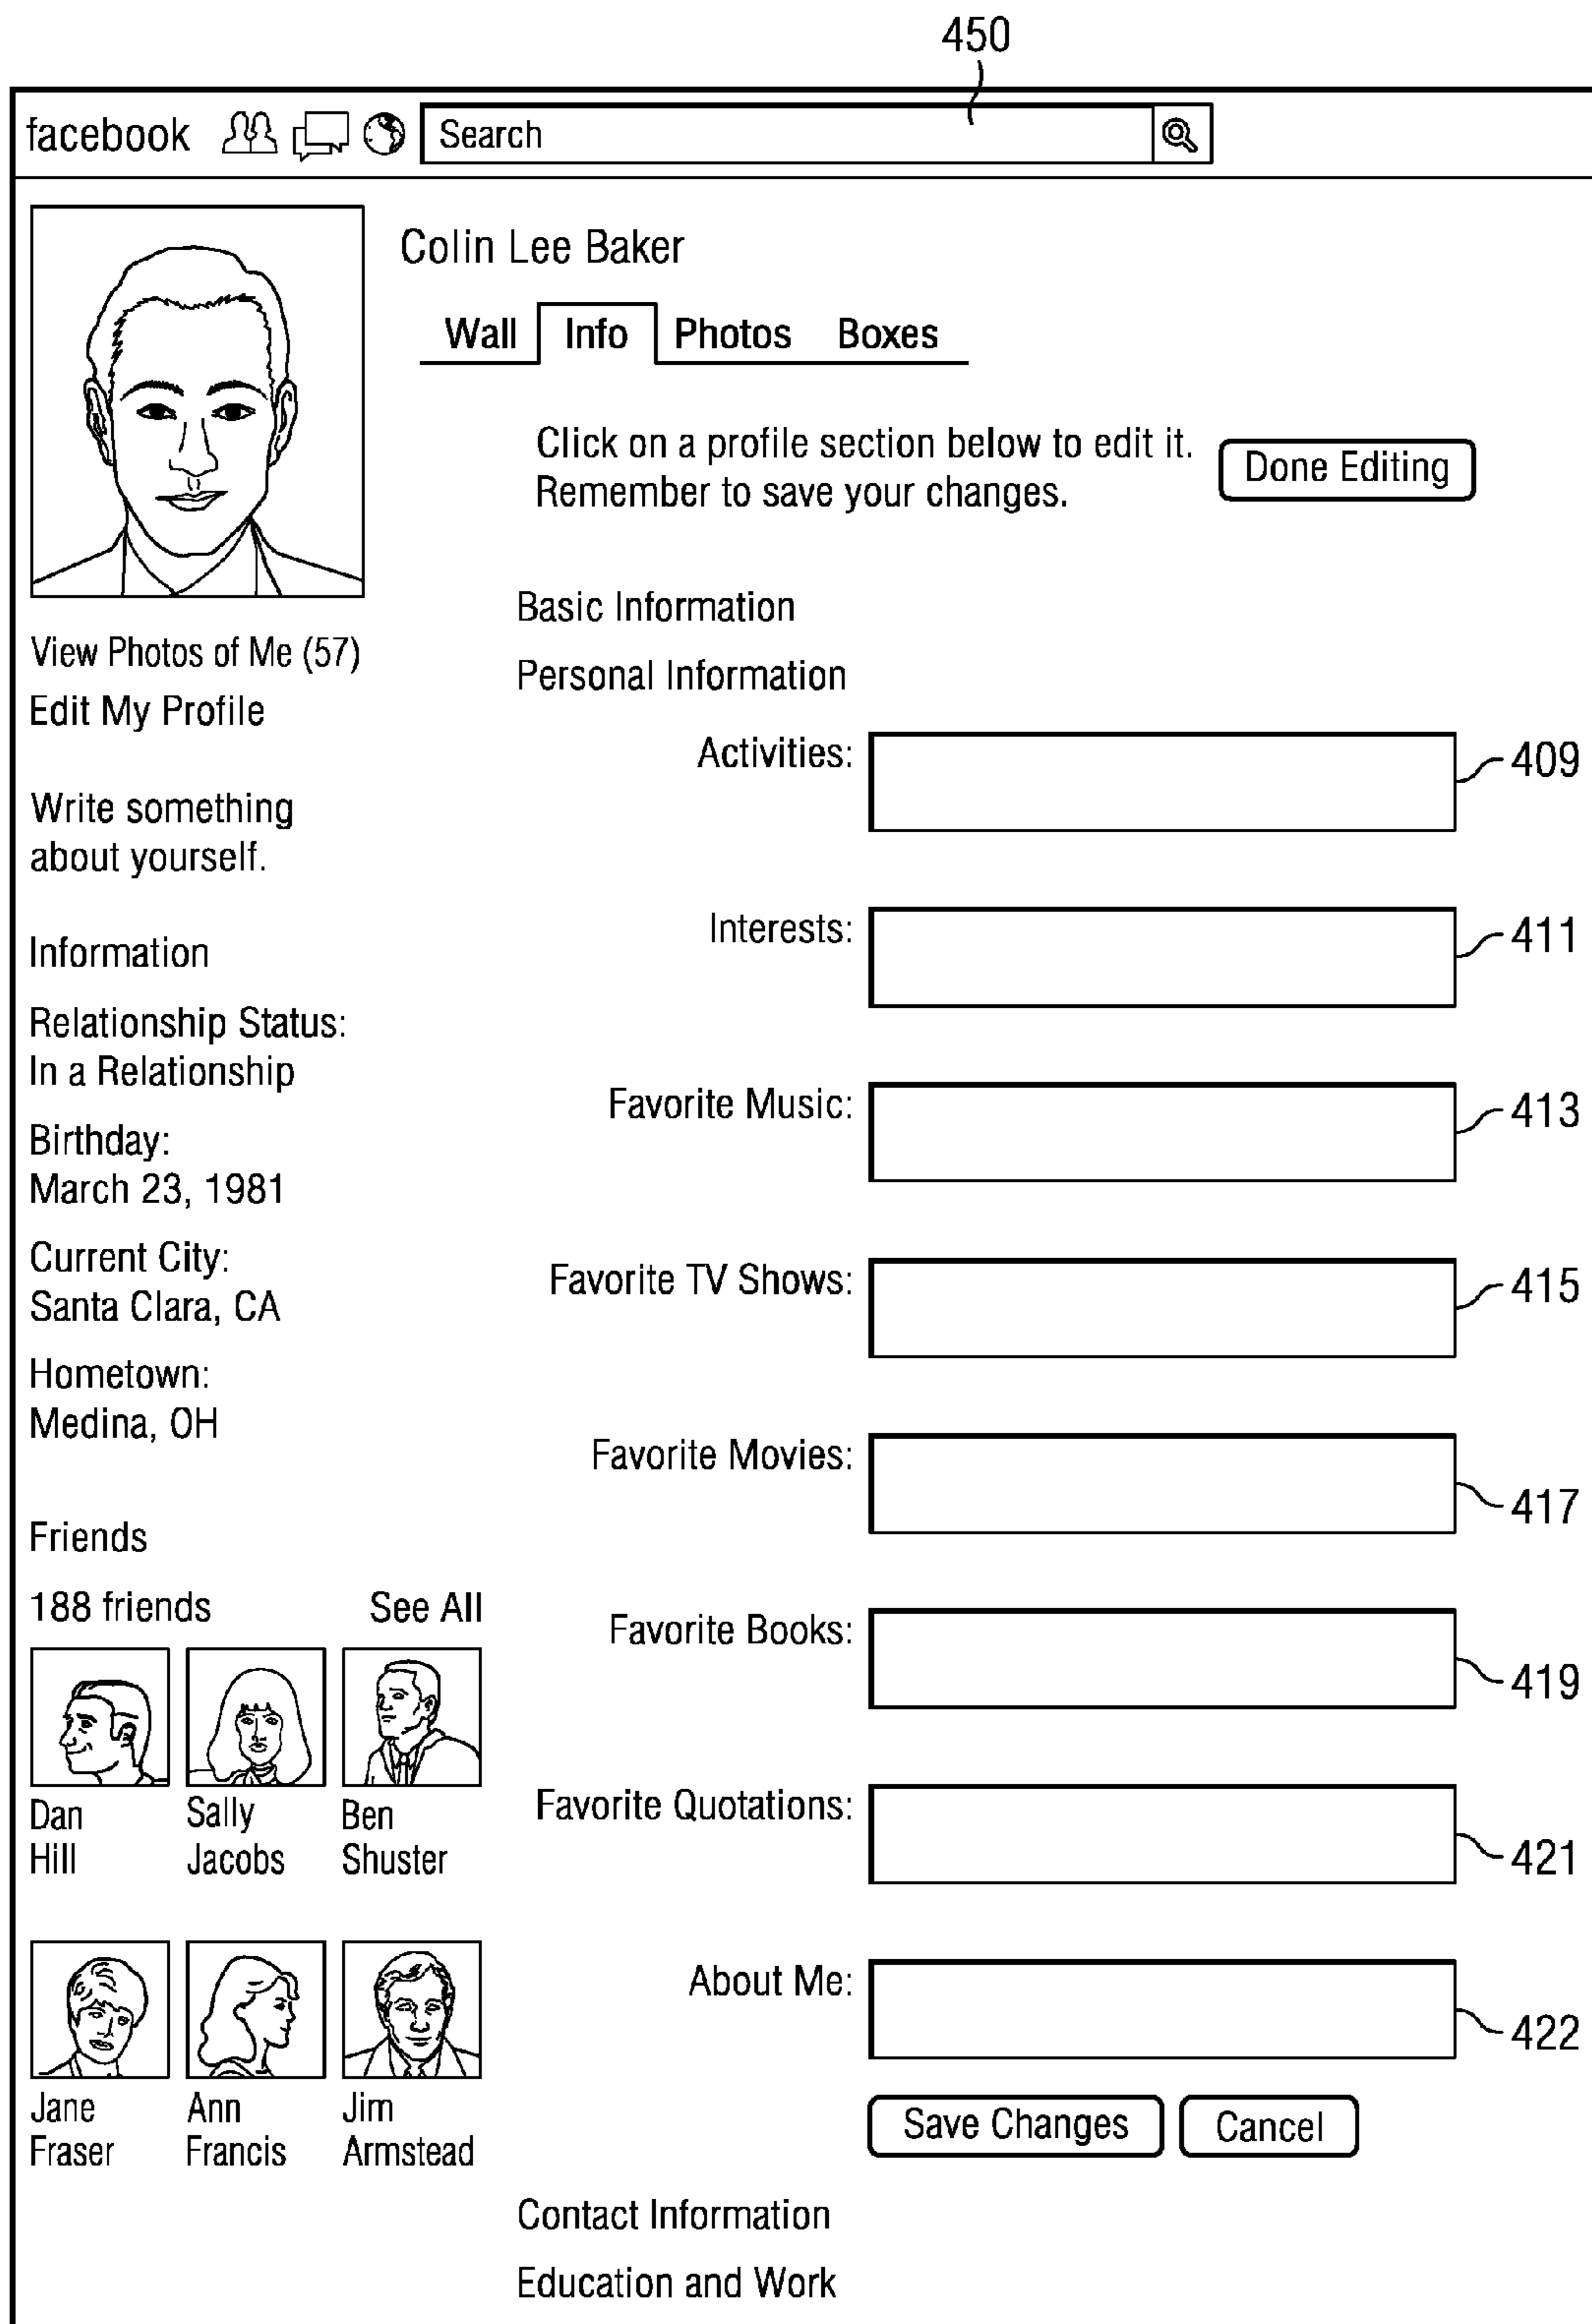 450
facebook Search
Colin Lee Baker
Wall Info Photos Boxes
Click on a profile section below to edit it.
Remember to save your changes.
Done Editing
View Photos of Me (57)
Edit My Profile
Write something
about yourself.
Information
Relationship Status:
In a Relationship
Birthday:
March 23, 1981
Current City:
Santa Clara, CA
Hometown:
Medina, OH
Friends
188 friends See All
Dan Hill
Sally Jacobs
Ben Shuster
Jane Fraser
Ann Francis
Jim Armstead
Basic Information
Personal Information
Activities: 409
Interests: 411
Favorite Music: 413
Favorite TV Shows: 415
Favorite Movies: 417
Favorite Books: 419
Favorite Quotations: 421
About Me: 422
Save Changes Cancel
Contact Information
Education and Work